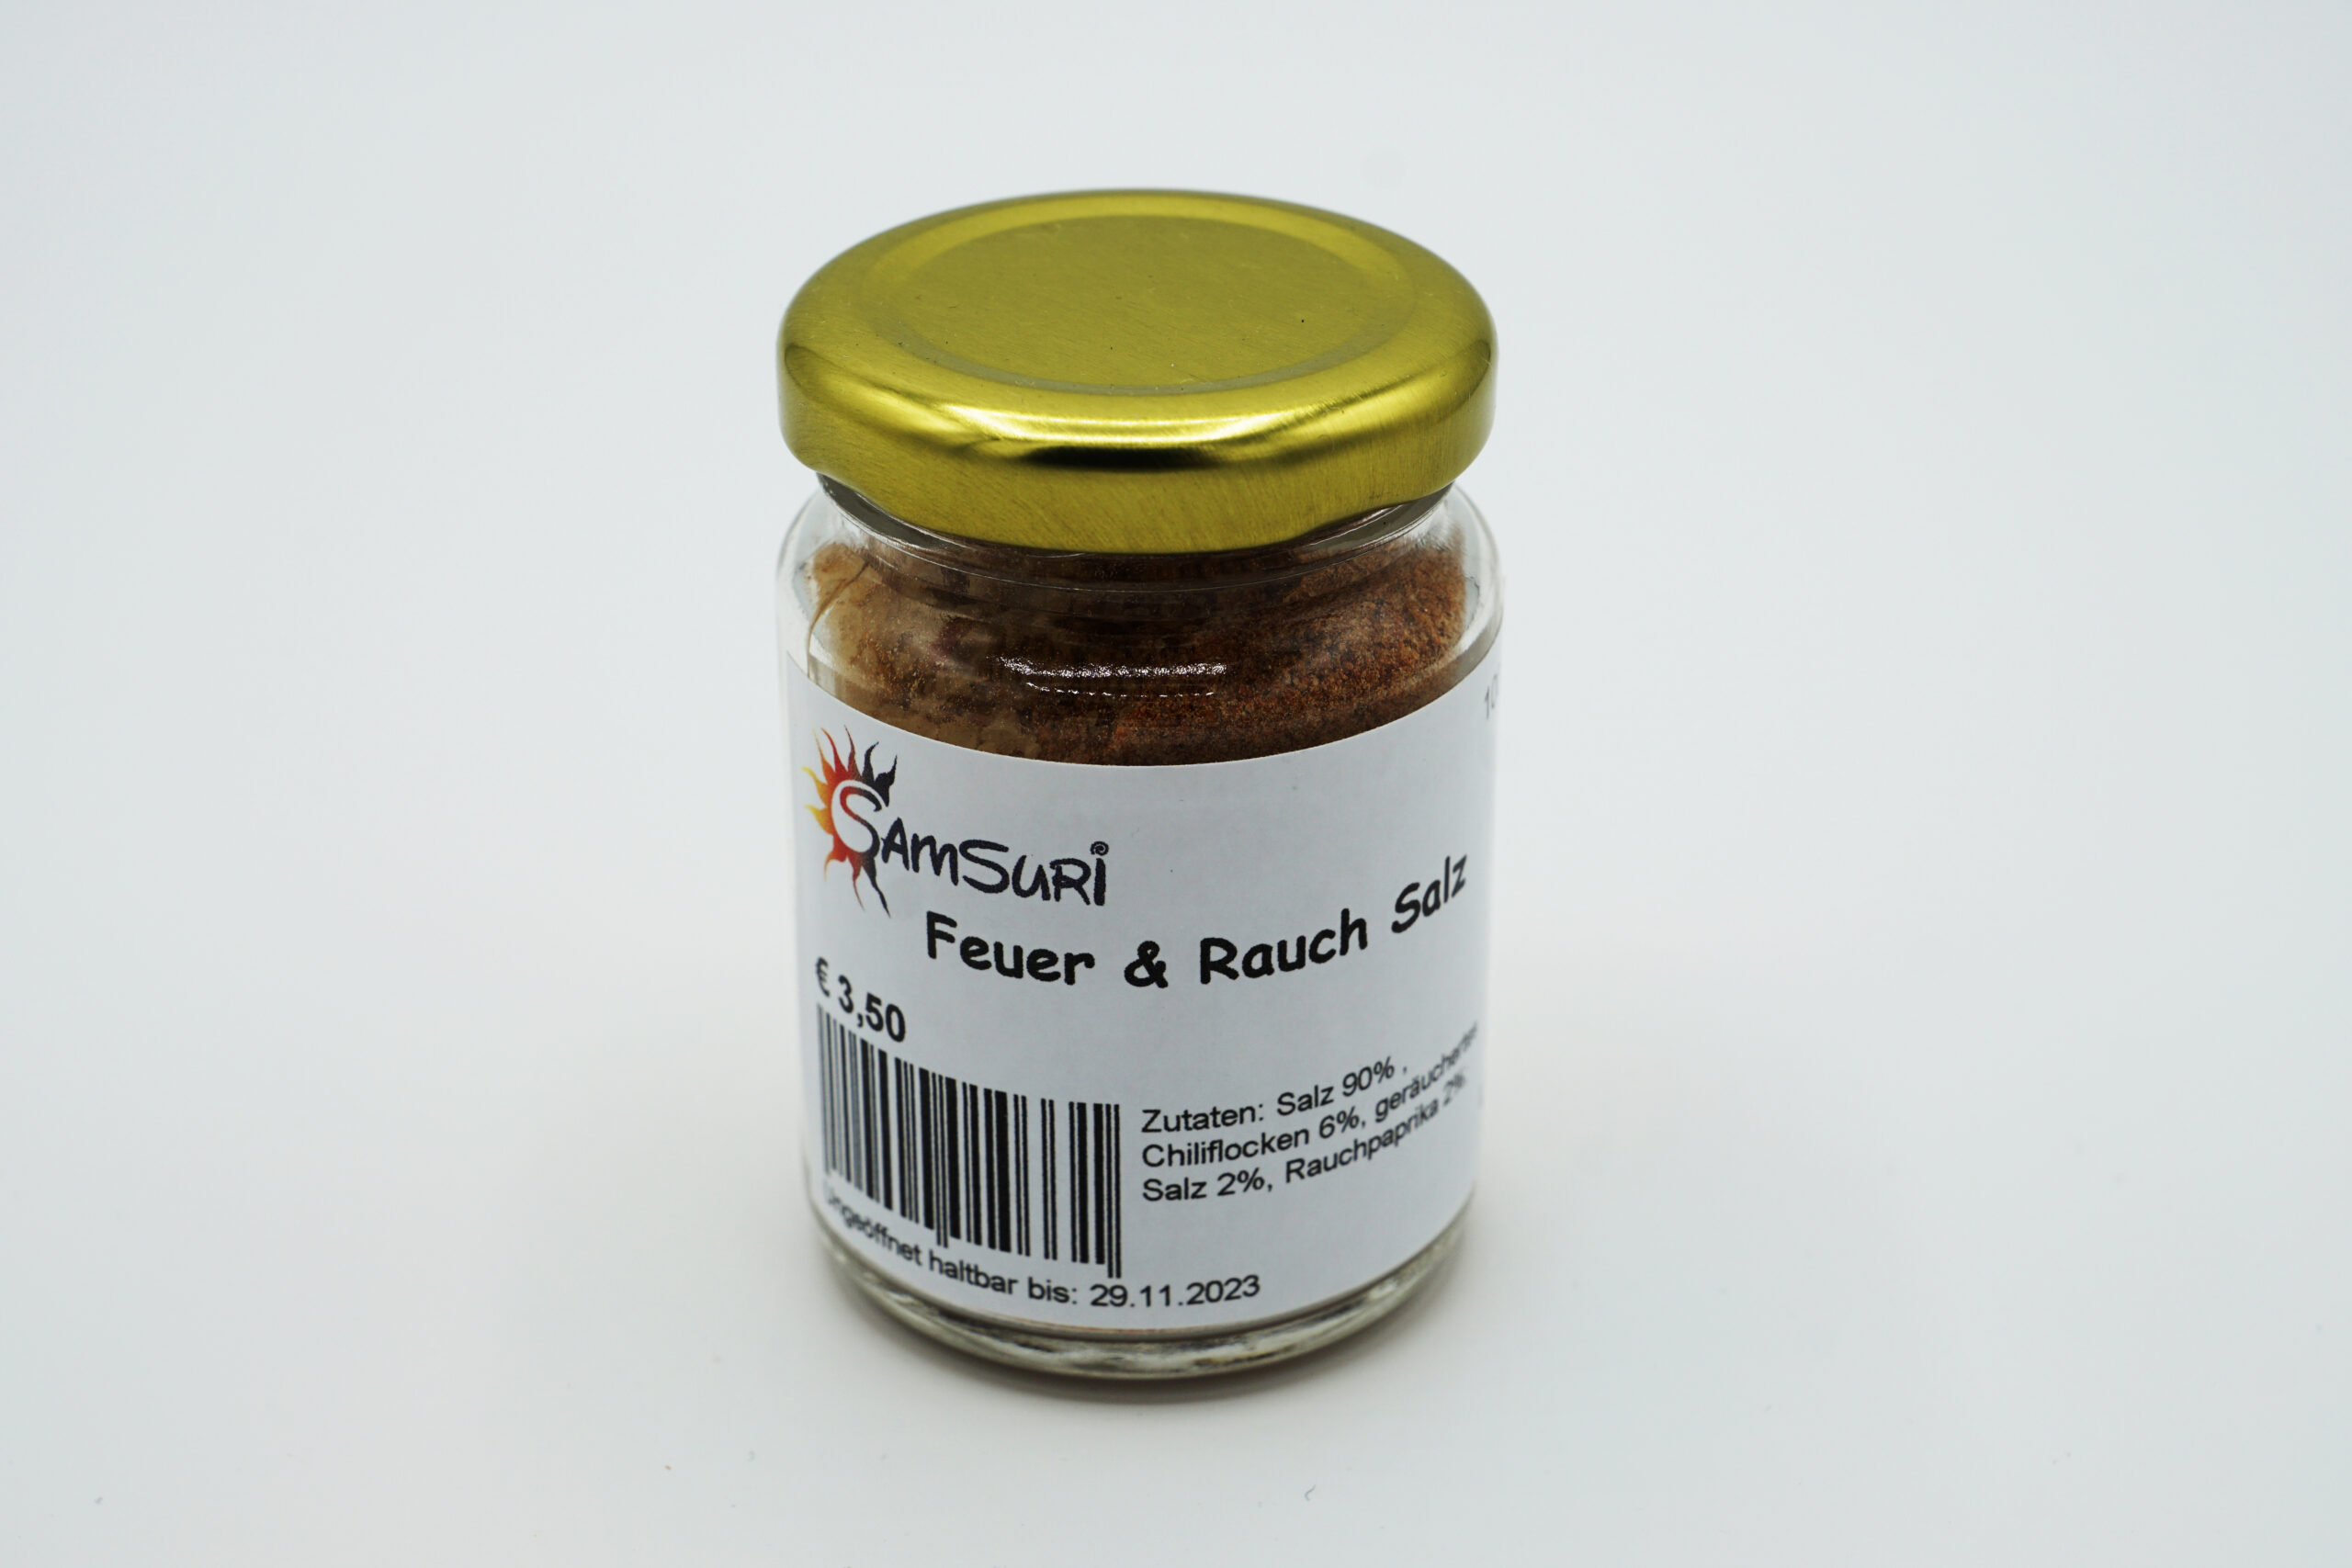 SAMSURI
Feuer & Rauch Salz
€ 3,50
Zutaten: Salz 90% ,
Chiliflocken 6%, geräuchertes
Salz 2%, Rauchpaprika 2%
Ungeöffnet haltbar bis: 29.11.2023